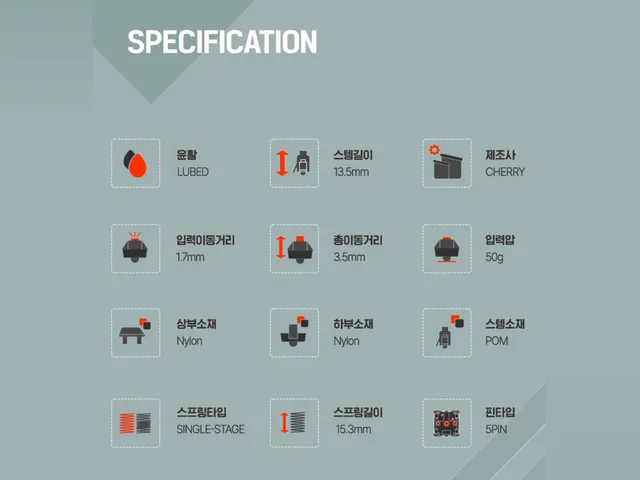 SPECIFICATION
윤활
LUBED
스템길이
13.5mm
제조사
CHERRY
입력이동거리
1.7mm
총이동거리
3.5mm
입력압
50g
상부소재
Nylon
하부소재
Nylon
스템소재
POM
스프링타입
SINGLE-STAGE
스프링길이
15.3mm
핀타입
5PIN